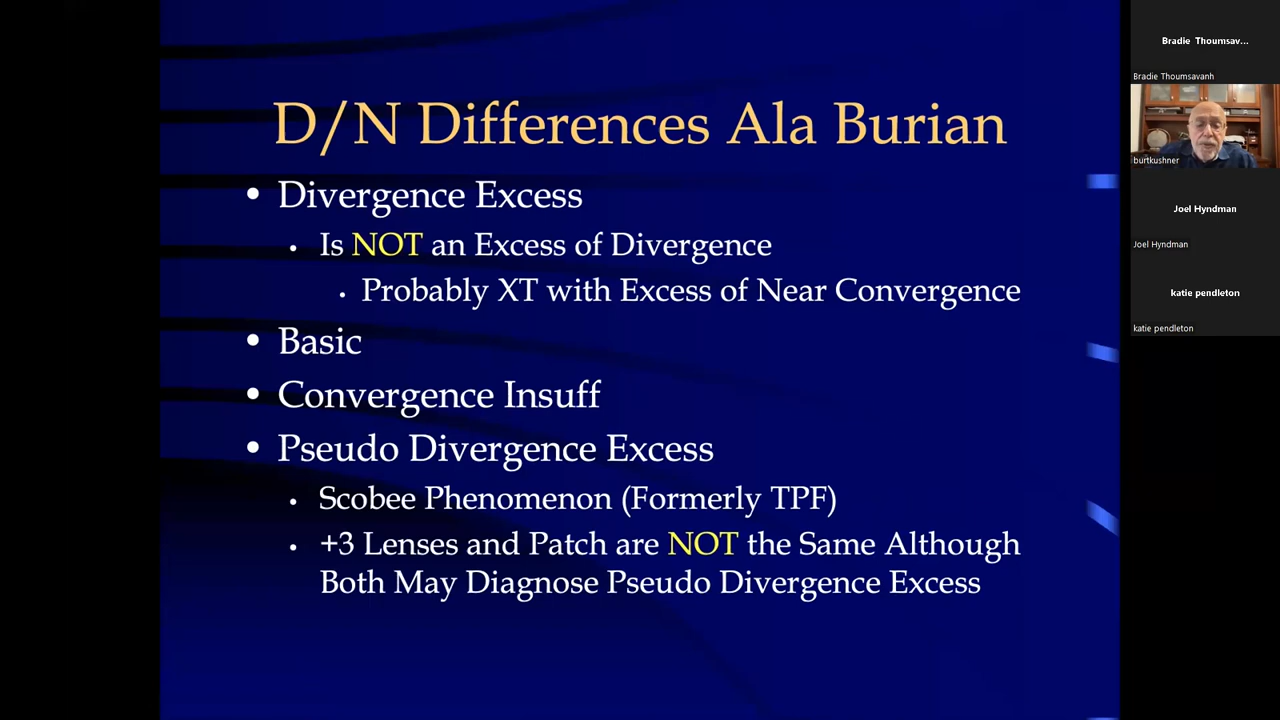 D/N Differences Ala Burian
• Divergence Excess
• Is NOT an Excess of Divergence
• Probably XT with Excess of Near Convergence
• Basic
• Convergence Insuff
• Pseudo Divergence Excess
• Scobee Phenomenon (Formerly TPF)
• +3 Lenses and Patch are NOT the Same Although
Both May Diagnose Pseudo Divergence Excess
Bradie Thoumsav...
Bradie Thoumsavanh
burtkushner
Joel Hyndman
Joel Hyndman
katie pendleton
katie pendleton